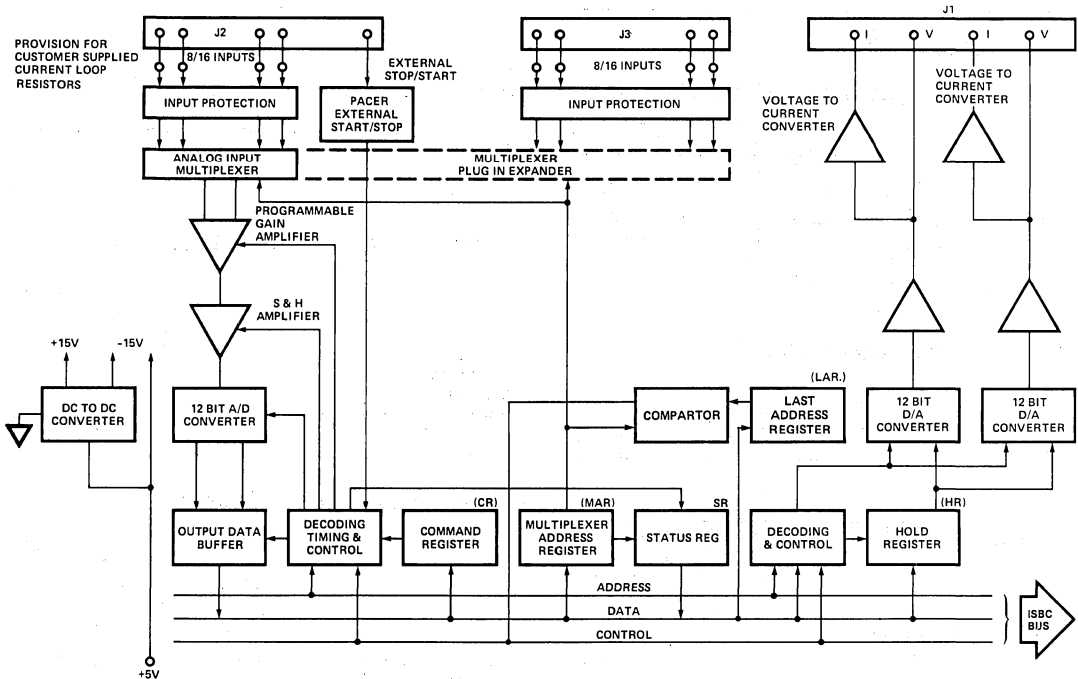 J2
J3
J1
I
V
I
V
PROVISION FOR
CUSTOMER SUPPLIED
CURRENT LOOP
RESISTORS
8/16 INPUTS
EXTERNAL
STOP/START
8/16 INPUTS
VOLTAGE TO
CURRENT
CONVERTER
VOLTAGE TO
CURRENT
CONVERTER
INPUT PROTECTION
PACER
EXTERNAL
START/STOP
INPUT PROTECTION
ANALOG INPUT
MULTIPLEXER
MULTIPLEXER
PLUG IN EXPANDER
PROGRAMMABLE
GAIN
AMPLIFIER
S & H
AMPLIFIER
+15V
-15V
DC TO DC
CONVERTER
12 BIT A/D
CONVERTER
COMPARTOR
(LAR.)
LAST
ADDRESS
REGISTER
12 BIT
D/A
CONVERTER
12 BIT
D/A
CONVERTER
OUTPUT DATA
BUFFER
DECODING
TIMING &
CONTROL
(CR)
COMMAND
REGISTER
(MAR)
MULTIPLEXER
ADDRESS
REGISTER
SR
STATUS REG
DECODING
& CONTROL
(HR)
HOLD
REGISTER
ADDRESS
DATA
CONTROL
ISBC
BUS
+5V